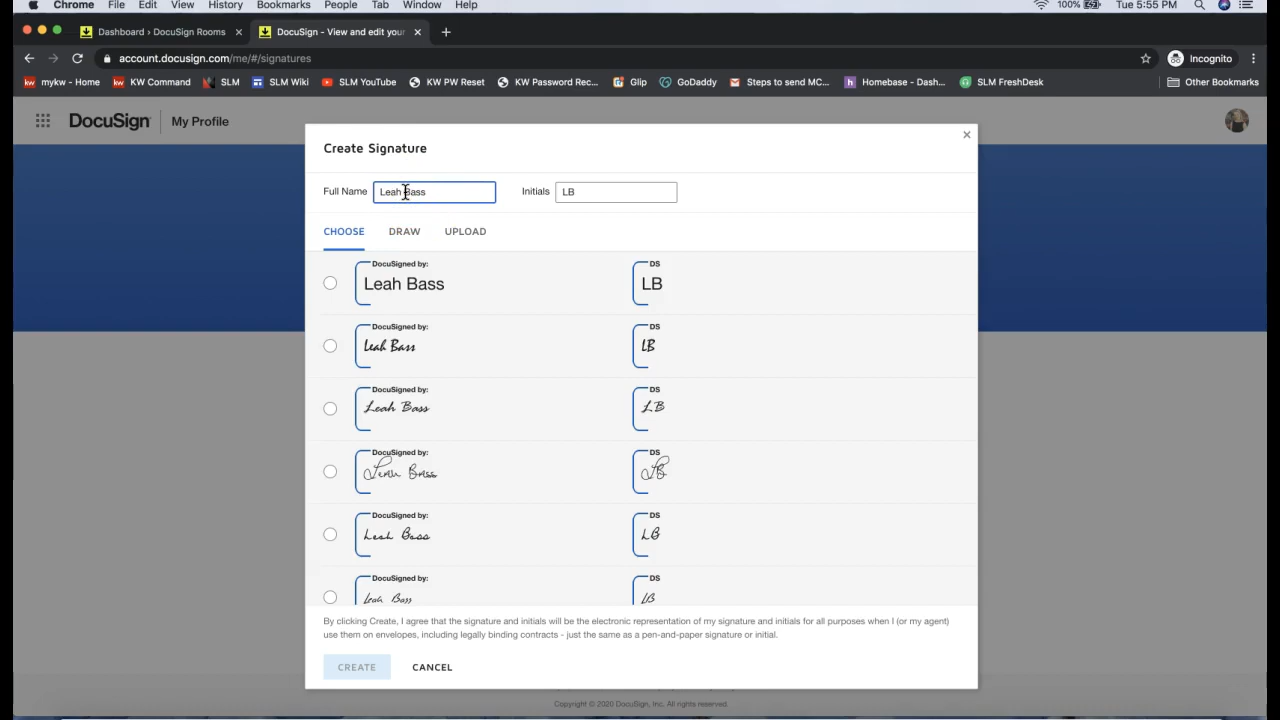 Chrome File Edit View History Bookmarks People Tab Window Help 100% Tue 5:55 PM
Dashboard › DocuSign Rooms DocuSign - View and edit your
account.docusign.com/me/#/signatures Incognito
mykw - Home KW Command SLM SLM Wiki SLM YouTube KW PW Reset KW Password Rec... Glip GoDaddy Steps to send MC... Homebase - Dash... SLM FreshDesk Other Bookmarks
DocuSign My Profile
Create Signature
Full Name Leah Bass Initials LB
CHOOSE DRAW UPLOAD
DocuSigned by: DS
Leah Bass LB
DocuSigned by: DS
Leah Bass LB
DocuSigned by: DS
Leah Bass LB
DocuSigned by: DS
Leah Bass LB
DocuSigned by: DS
Leah Bass LB
DocuSigned by: DS
Leah Bass LB
By clicking Create, I agree that the signature and initials will be the electronic representation of my signature and initials for all purposes when I (or my agent)
use them on envelopes, including legally binding contracts - just the same as a pen-and-paper signature or initial.
CREATE CANCEL
Copyright © 2020 DocuSign, Inc. All rights reserved.